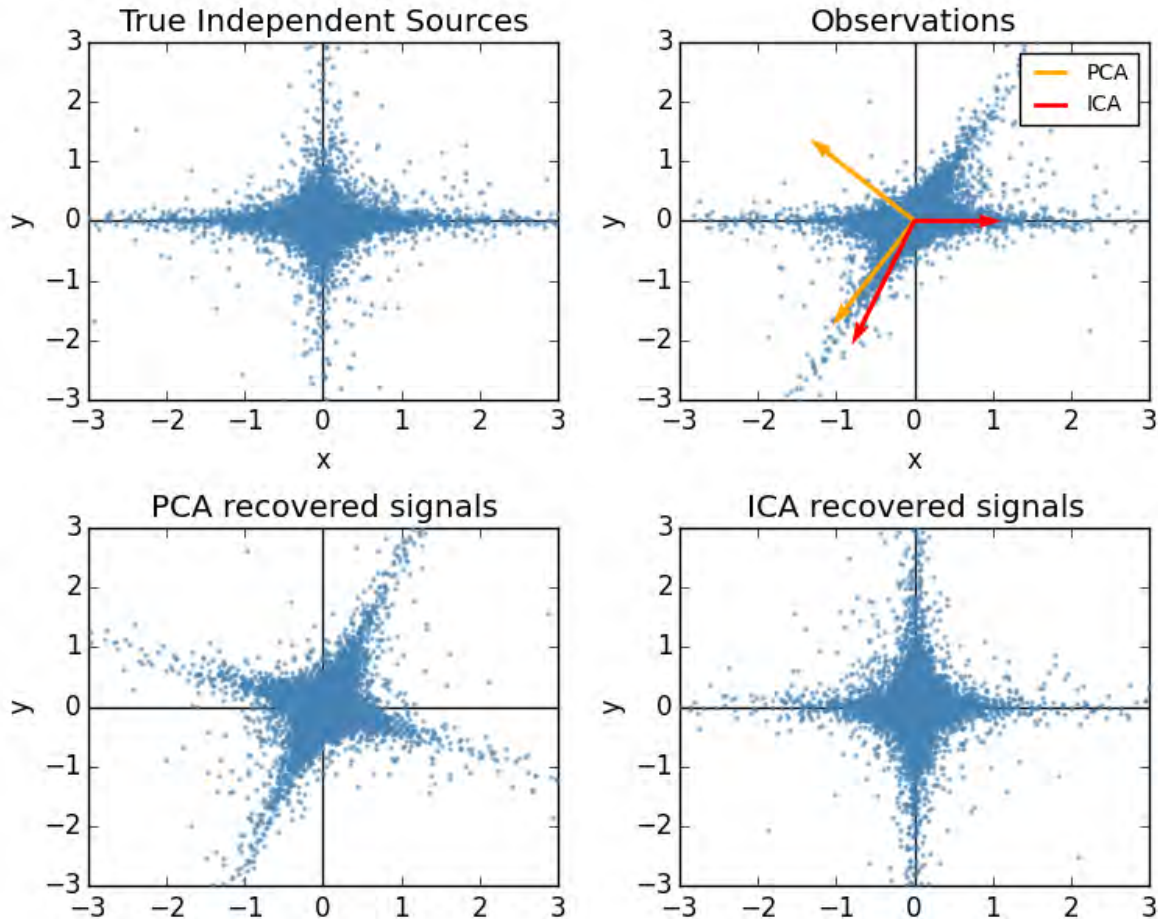 True Independent Sources
3
2
1
0
−1
−2
−3
y
−3 −2 −1 0 1 2 3
x
Observations
PCA
ICA
3
2
1
0
−1
−2
−3
y
−3 −2 −1 0 1 2 3
x
PCA recovered signals
3
2
1
0
−1
−2
−3
y
−3 −2 −1 0 1 2 3
ICA recovered signals
3
2
1
0
−1
−2
−3
y
−3 −2 −1 0 1 2 3